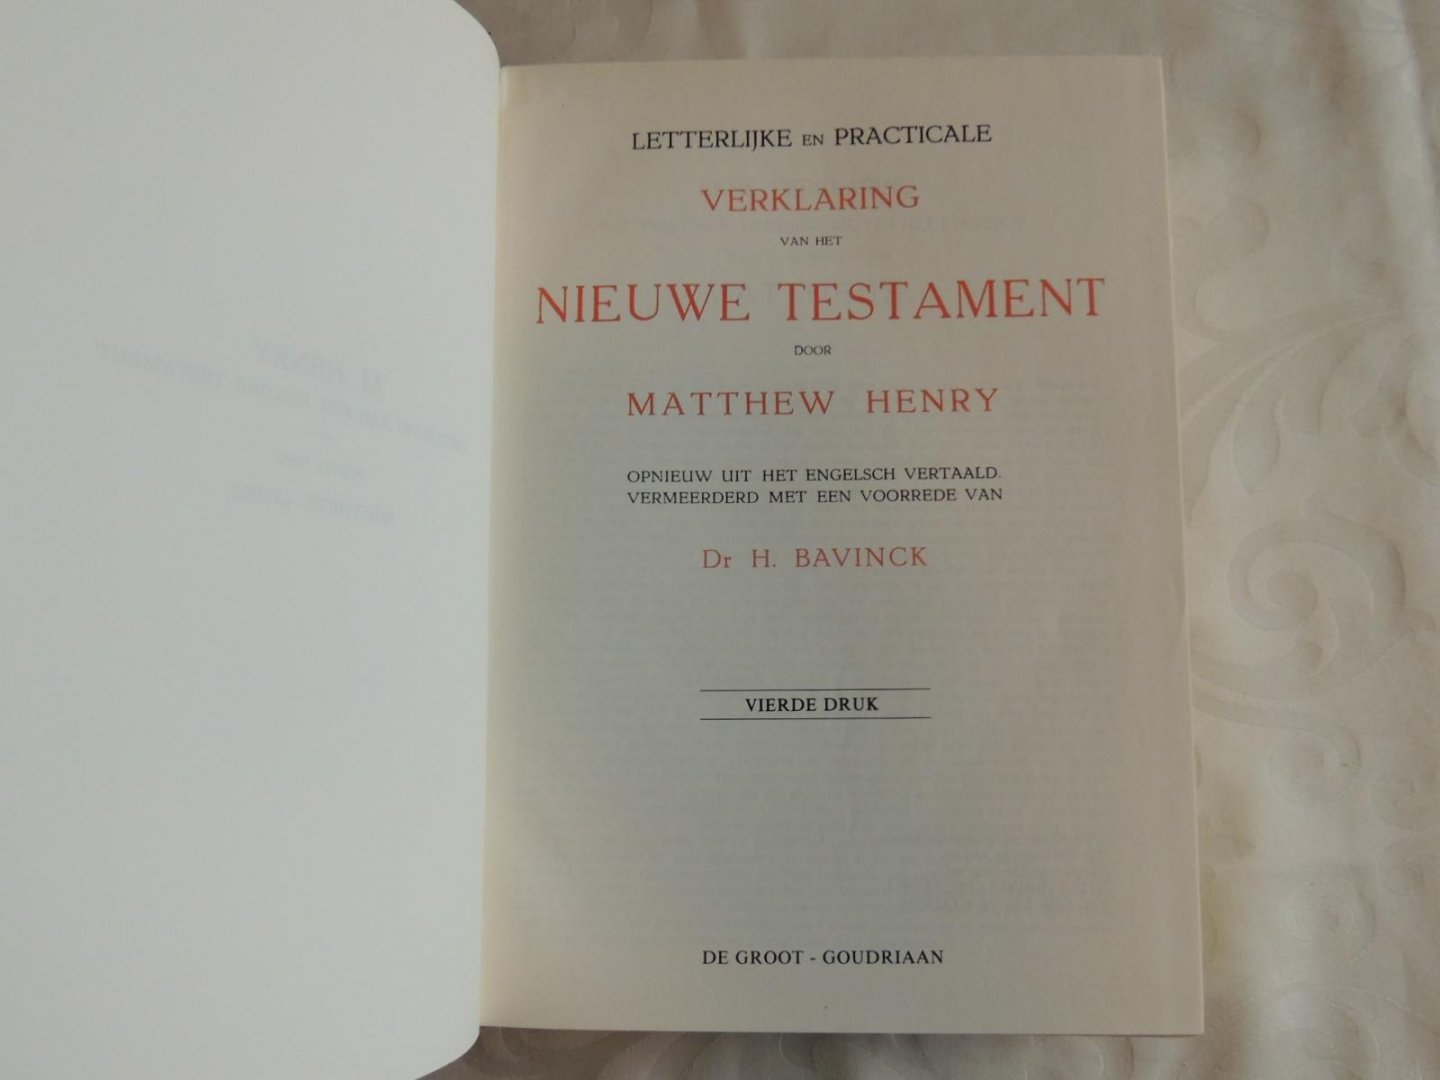 LETTERLIJKE EN PRACTICALE
VERKLARING
VAN HET
NIEUWE TESTAMENT
DOOR
MATTHEW HENRY
OPNIEUW UIT HET ENGELSCH VERTAALD.
VERMEERDERD MET EEN VOORREDE VAN
Dr H. BAVINCK
VIERDE DRUK
DE GROOT - GOUDRIAAN